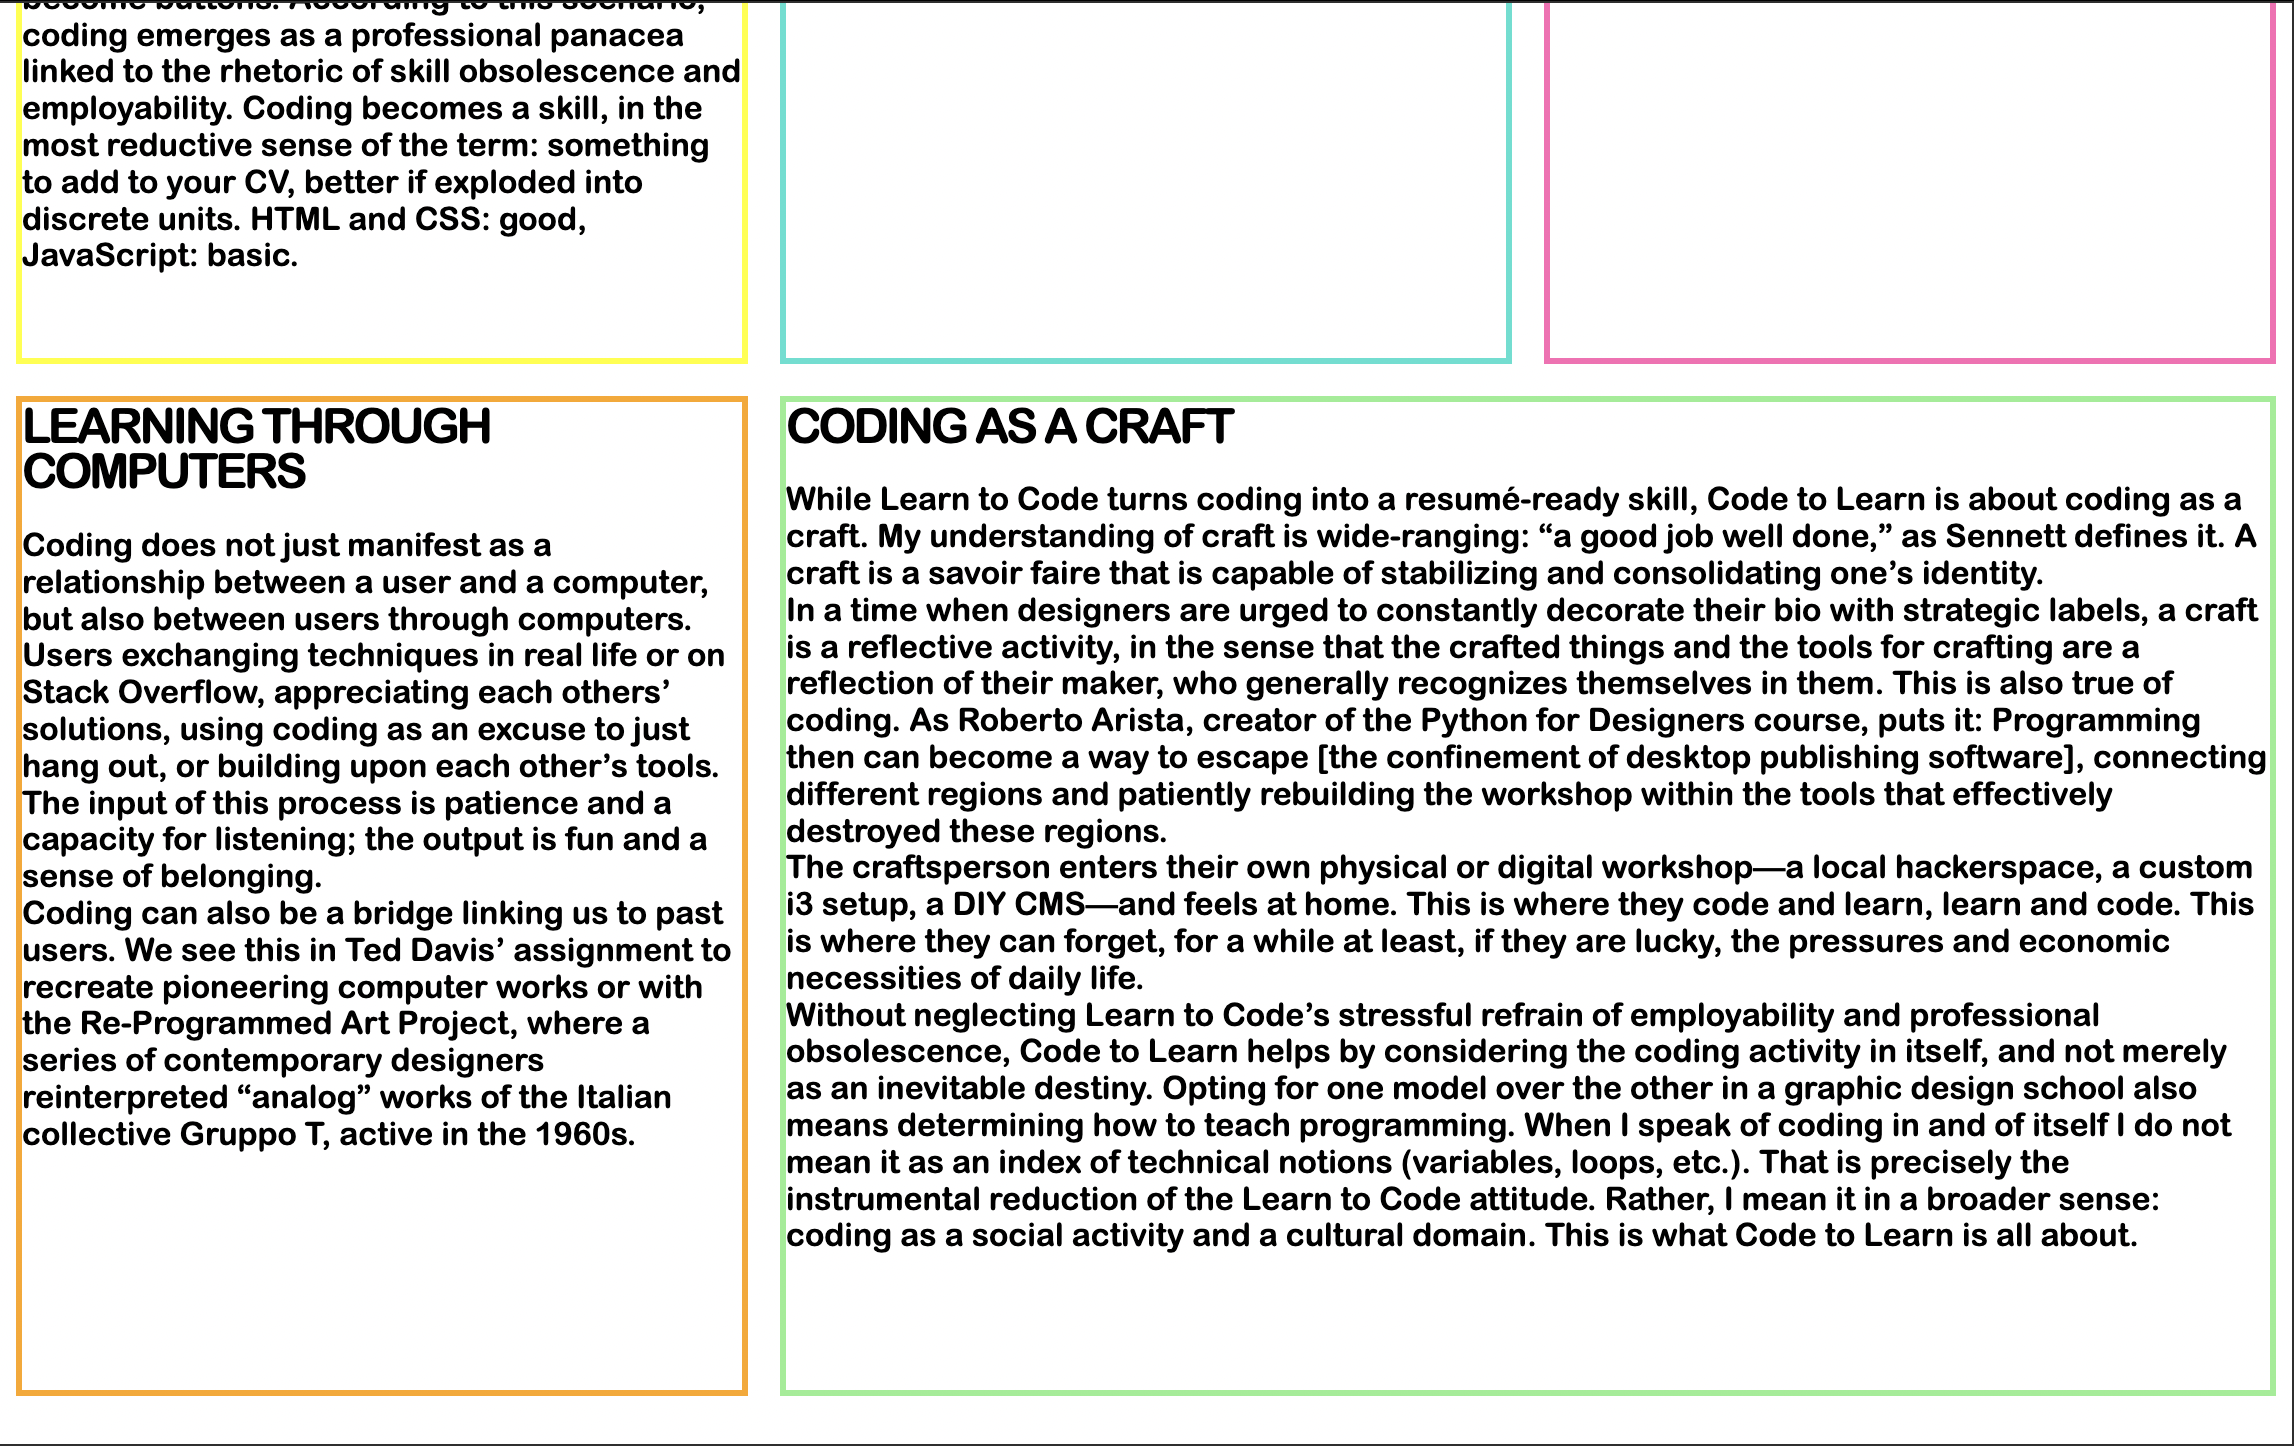 become buttons. According to this scenario,
coding emerges as a professional panacea
linked to the rhetoric of skill obsolescence and
employability. Coding becomes a skill, in the
most reductive sense of the term: something
to add to your CV, better if exploded into
discrete units. HTML and CSS: good,
JavaScript: basic.
LEARNING THROUGH
COMPUTERS
Coding does not just manifest as a
relationship between a user and a computer,
but also between users through computers.
Users exchanging techniques in real life or on
Stack Overflow, appreciating each others’
solutions, using coding as an excuse to just
hang out, or building upon each other’s tools.
The input of this process is patience and a
capacity for listening; the output is fun and a
sense of belonging.
Coding can also be a bridge linking us to past
users. We see this in Ted Davis’ assignment to
recreate pioneering computer works or with
the Re-Programmed Art Project, where a
series of contemporary designers
reinterpreted “analog” works of the Italian
collective Gruppo T, active in the 1960s.
CODING AS A CRAFT
While Learn to Code turns coding into a resumé-ready skill, Code to Learn is about coding as a
craft. My understanding of craft is wide-ranging: “a good job well done,” as Sennett defines it. A
craft is a savoir faire that is capable of stabilizing and consolidating one’s identity.
In a time when designers are urged to constantly decorate their bio with strategic labels, a craft
is a reflective activity, in the sense that the crafted things and the tools for crafting are a
reflection of their maker, who generally recognizes themselves in them. This is also true of
coding. As Roberto Arista, creator of the Python for Designers course, puts it: Programming
then can become a way to escape [the confinement of desktop publishing software], connecting
different regions and patiently rebuilding the workshop within the tools that effectively
destroyed these regions.
The craftsperson enters their own physical or digital workshop—a local hackerspace, a custom
i3 setup, a DIY CMS—and feels at home. This is where they code and learn, learn and code. This
is where they can forget, for a while at least, if they are lucky, the pressures and economic
necessities of daily life.
Without neglecting Learn to Code’s stressful refrain of employability and professional
obsolescence, Code to Learn helps by considering the coding activity in itself, and not merely
as an inevitable destiny. Opting for one model over the other in a graphic design school also
means determining how to teach programming. When I speak of coding in and of itself I do not
mean it as an index of technical notions (variables, loops, etc.). That is precisely the
instrumental reduction of the Learn to Code attitude. Rather, I mean it in a broader sense:
coding as a social activity and a cultural domain. This is what Code to Learn is all about.